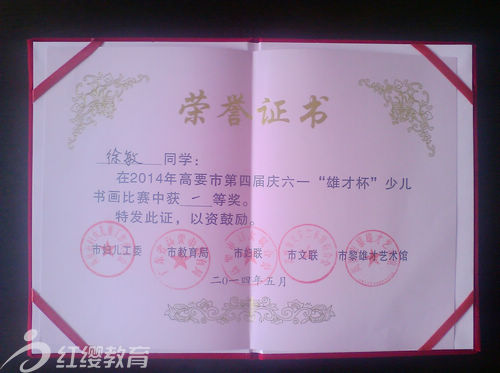 荣誉证书
徐敏 同学：
在2014年高要市第四届庆六一“雄才杯”少儿
书画比赛中获 一 等奖。
特发此证，以资鼓励。
市妇儿工委 市教育局 市妇联 市文联 市黎雄才艺术馆
二〇一四年五月
红缨教育